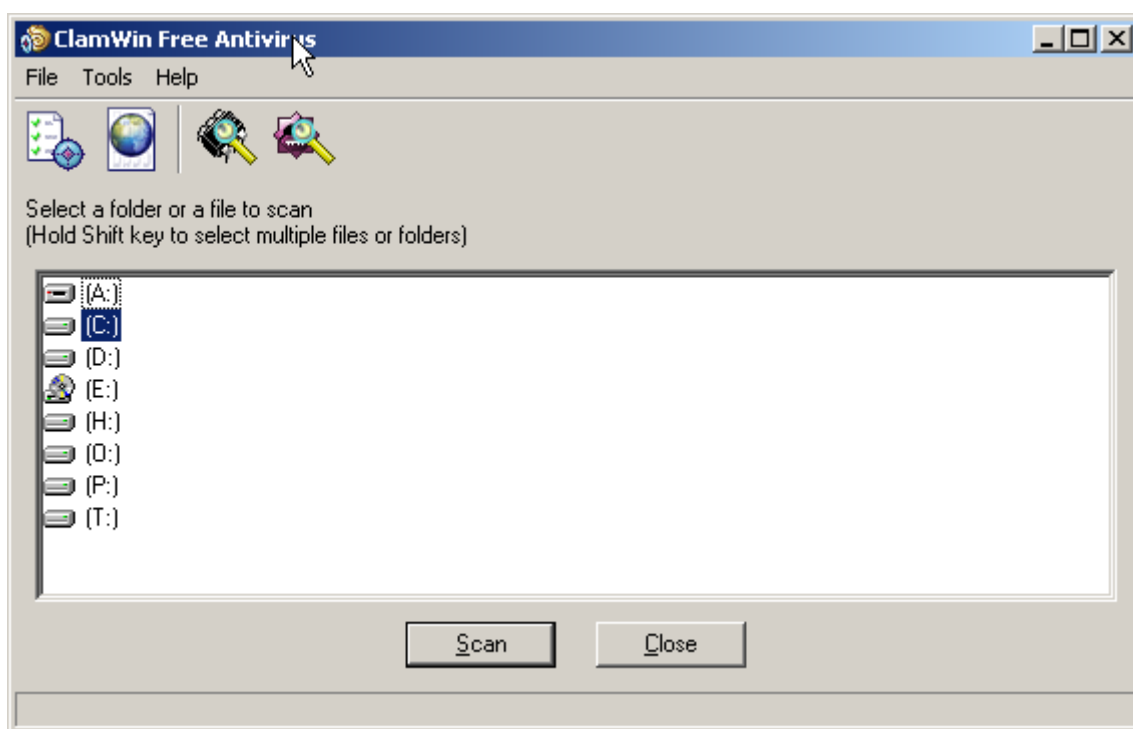 ClamWin Free Antivirus
File Tools Help
Select a folder or a file to scan
(Hold Shift key to select multiple files or folders)
(A:)
(C:)
(D:)
(E:)
(H:)
(O:)
(P:)
(T:)
Scan Close